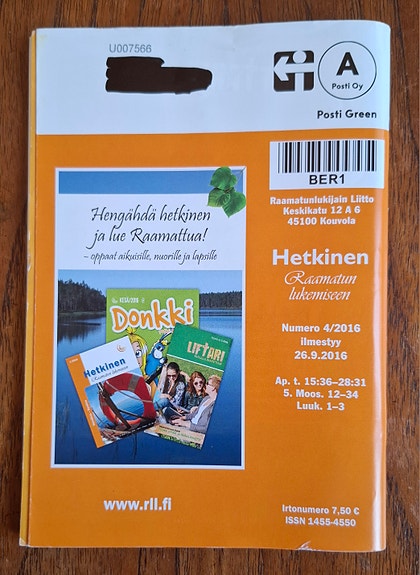 U007566
A
Posti Oy
Posti Green
BER1
Raamatunlukijain Liitto
Keskikatu 12 A 6
45100 Kouvola
Hengähdä hetkinen
ja lue Raamattua!
– oppaat aikuisille, nuorille ja lapsille
Hetkinen
Raamatun
lukemiseen
Numero 4/2016
ilmestyy
26.9.2016
Ap. t. 15:36–28:31
5. Moos. 12–34
Luuk. 1–3
Donkki
LiFTARi
Hetkinen
www.rll.fi
Irtonumero 7,50 €
ISSN 1455-4550